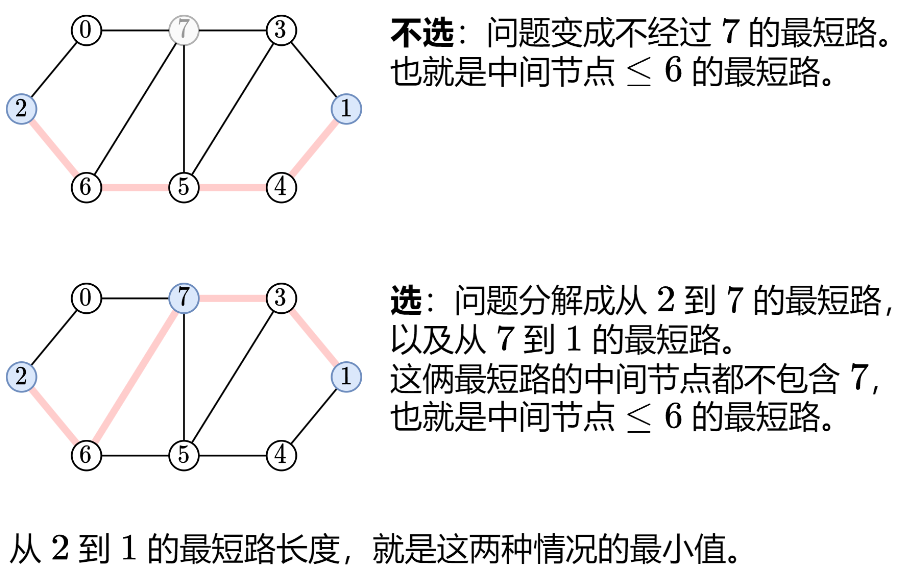 0 7 3
2 1
6 5 4
不选：问题变成不经过 7 的最短路。
也就是中间节点 ≤ 6 的最短路。
0 7 3
2 1
6 5 4
选：问题分解成从 2 到 7 的最短路，
以及从 7 到 1 的最短路。
这俩最短路的中间节点都不包含 7，
也就是中间节点 ≤ 6 的最短路。
从 2 到 1 的最短路长度，就是这两种情况的最小值。